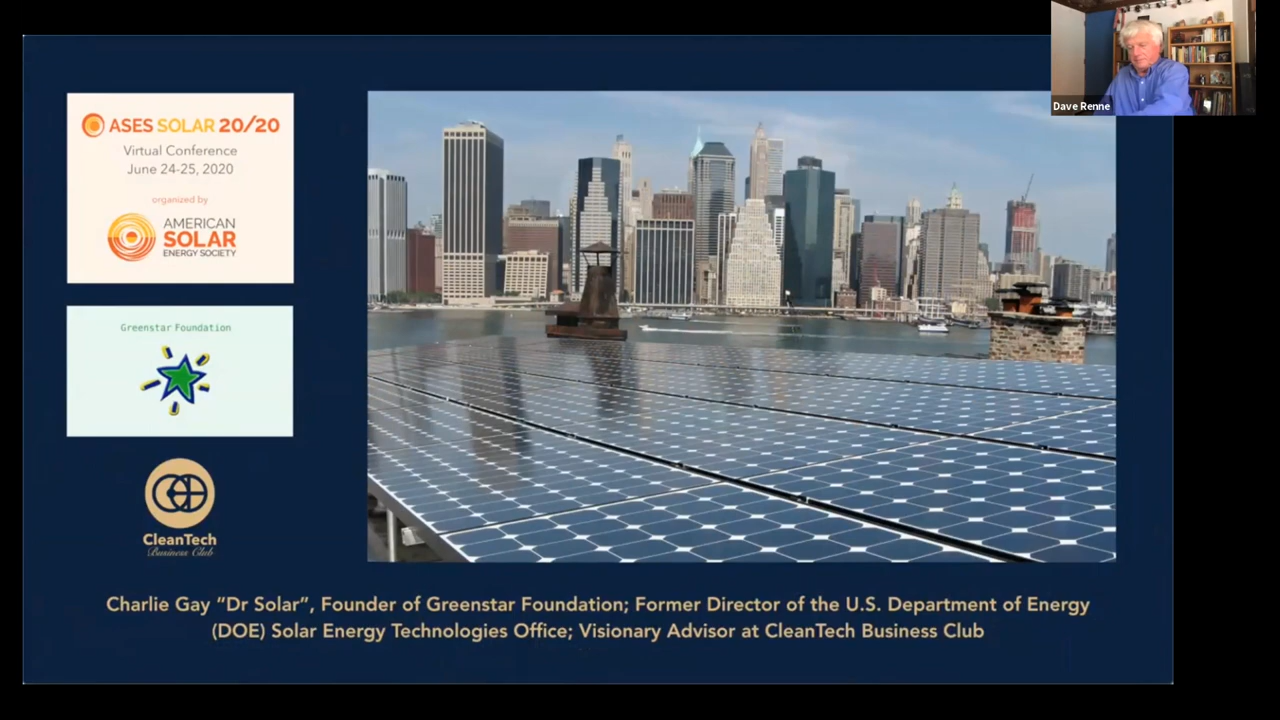 ASES SOLAR 20/20
Virtual Conference
June 24-25, 2020
organized by
AMERICAN
SOLAR
ENERGY SOCIETY
Greenstar Foundation
CleanTech
Business Club
Charlie Gay “Dr Solar”, Founder of Greenstar Foundation; Former Director of the U.S. Department of Energy
(DOE) Solar Energy Technologies Office; Visionary Advisor at CleanTech Business Club
Dave Renne